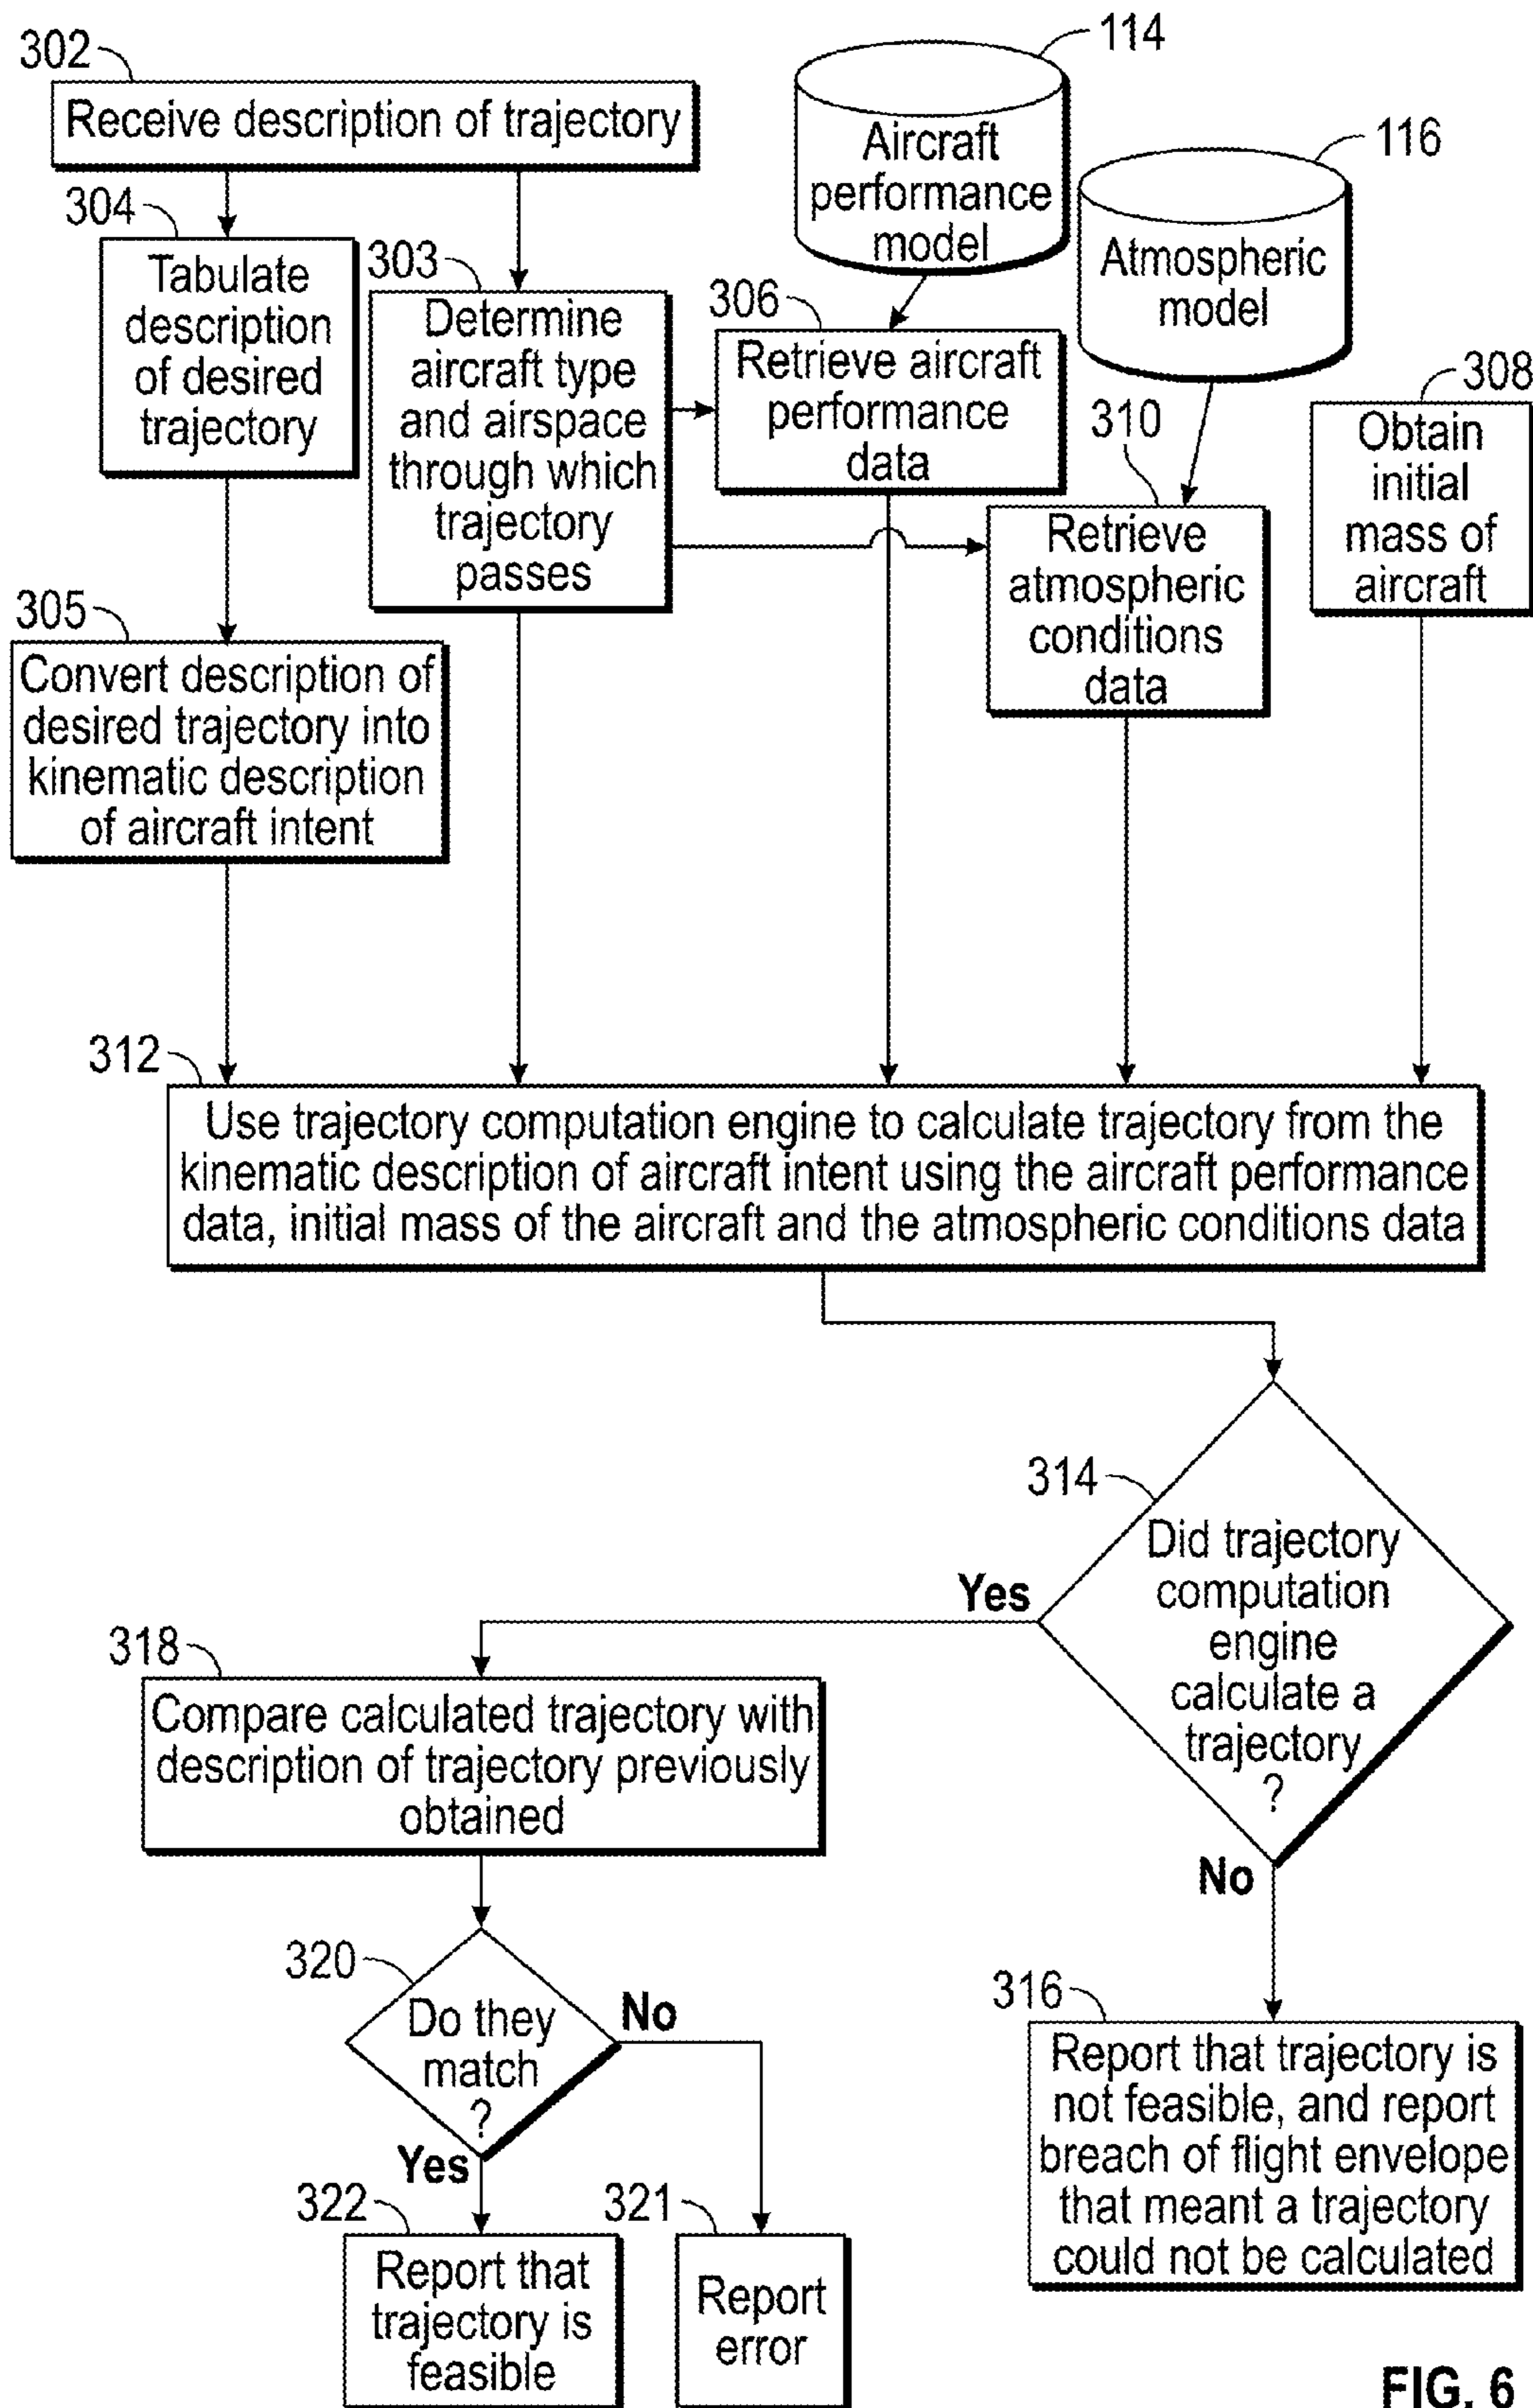 302
Receive description of trajectory
114
Aircraft
performance
model
116
Atmospheric
model
304
Tabulate
description
of desired
trajectory
303
Determine
aircraft type
and airspace
through which
trajectory
passes
306
Retrieve aircraft
performance
data
310
Retrieve
atmospheric
conditions
data
308
Obtain
initial
mass of
aircraft
305
Convert description of
desired trajectory into
kinematic description
of aircraft intent
312
Use trajectory computation engine to calculate trajectory from the
kinematic description of aircraft intent using the aircraft performance
data, initial mass of the aircraft and the atmospheric conditions data
314
Did trajectory
computation
engine
calculate a
trajectory
?
Yes
No
318
Compare calculated trajectory with
description of trajectory previously
obtained
320
Do they
match
?
No
Yes
316
Report that trajectory is
not feasible, and report
breach of flight envelope
that meant a trajectory
could not be calculated
322
Report that
trajectory is
feasible
321
Report
error
FIG. 6